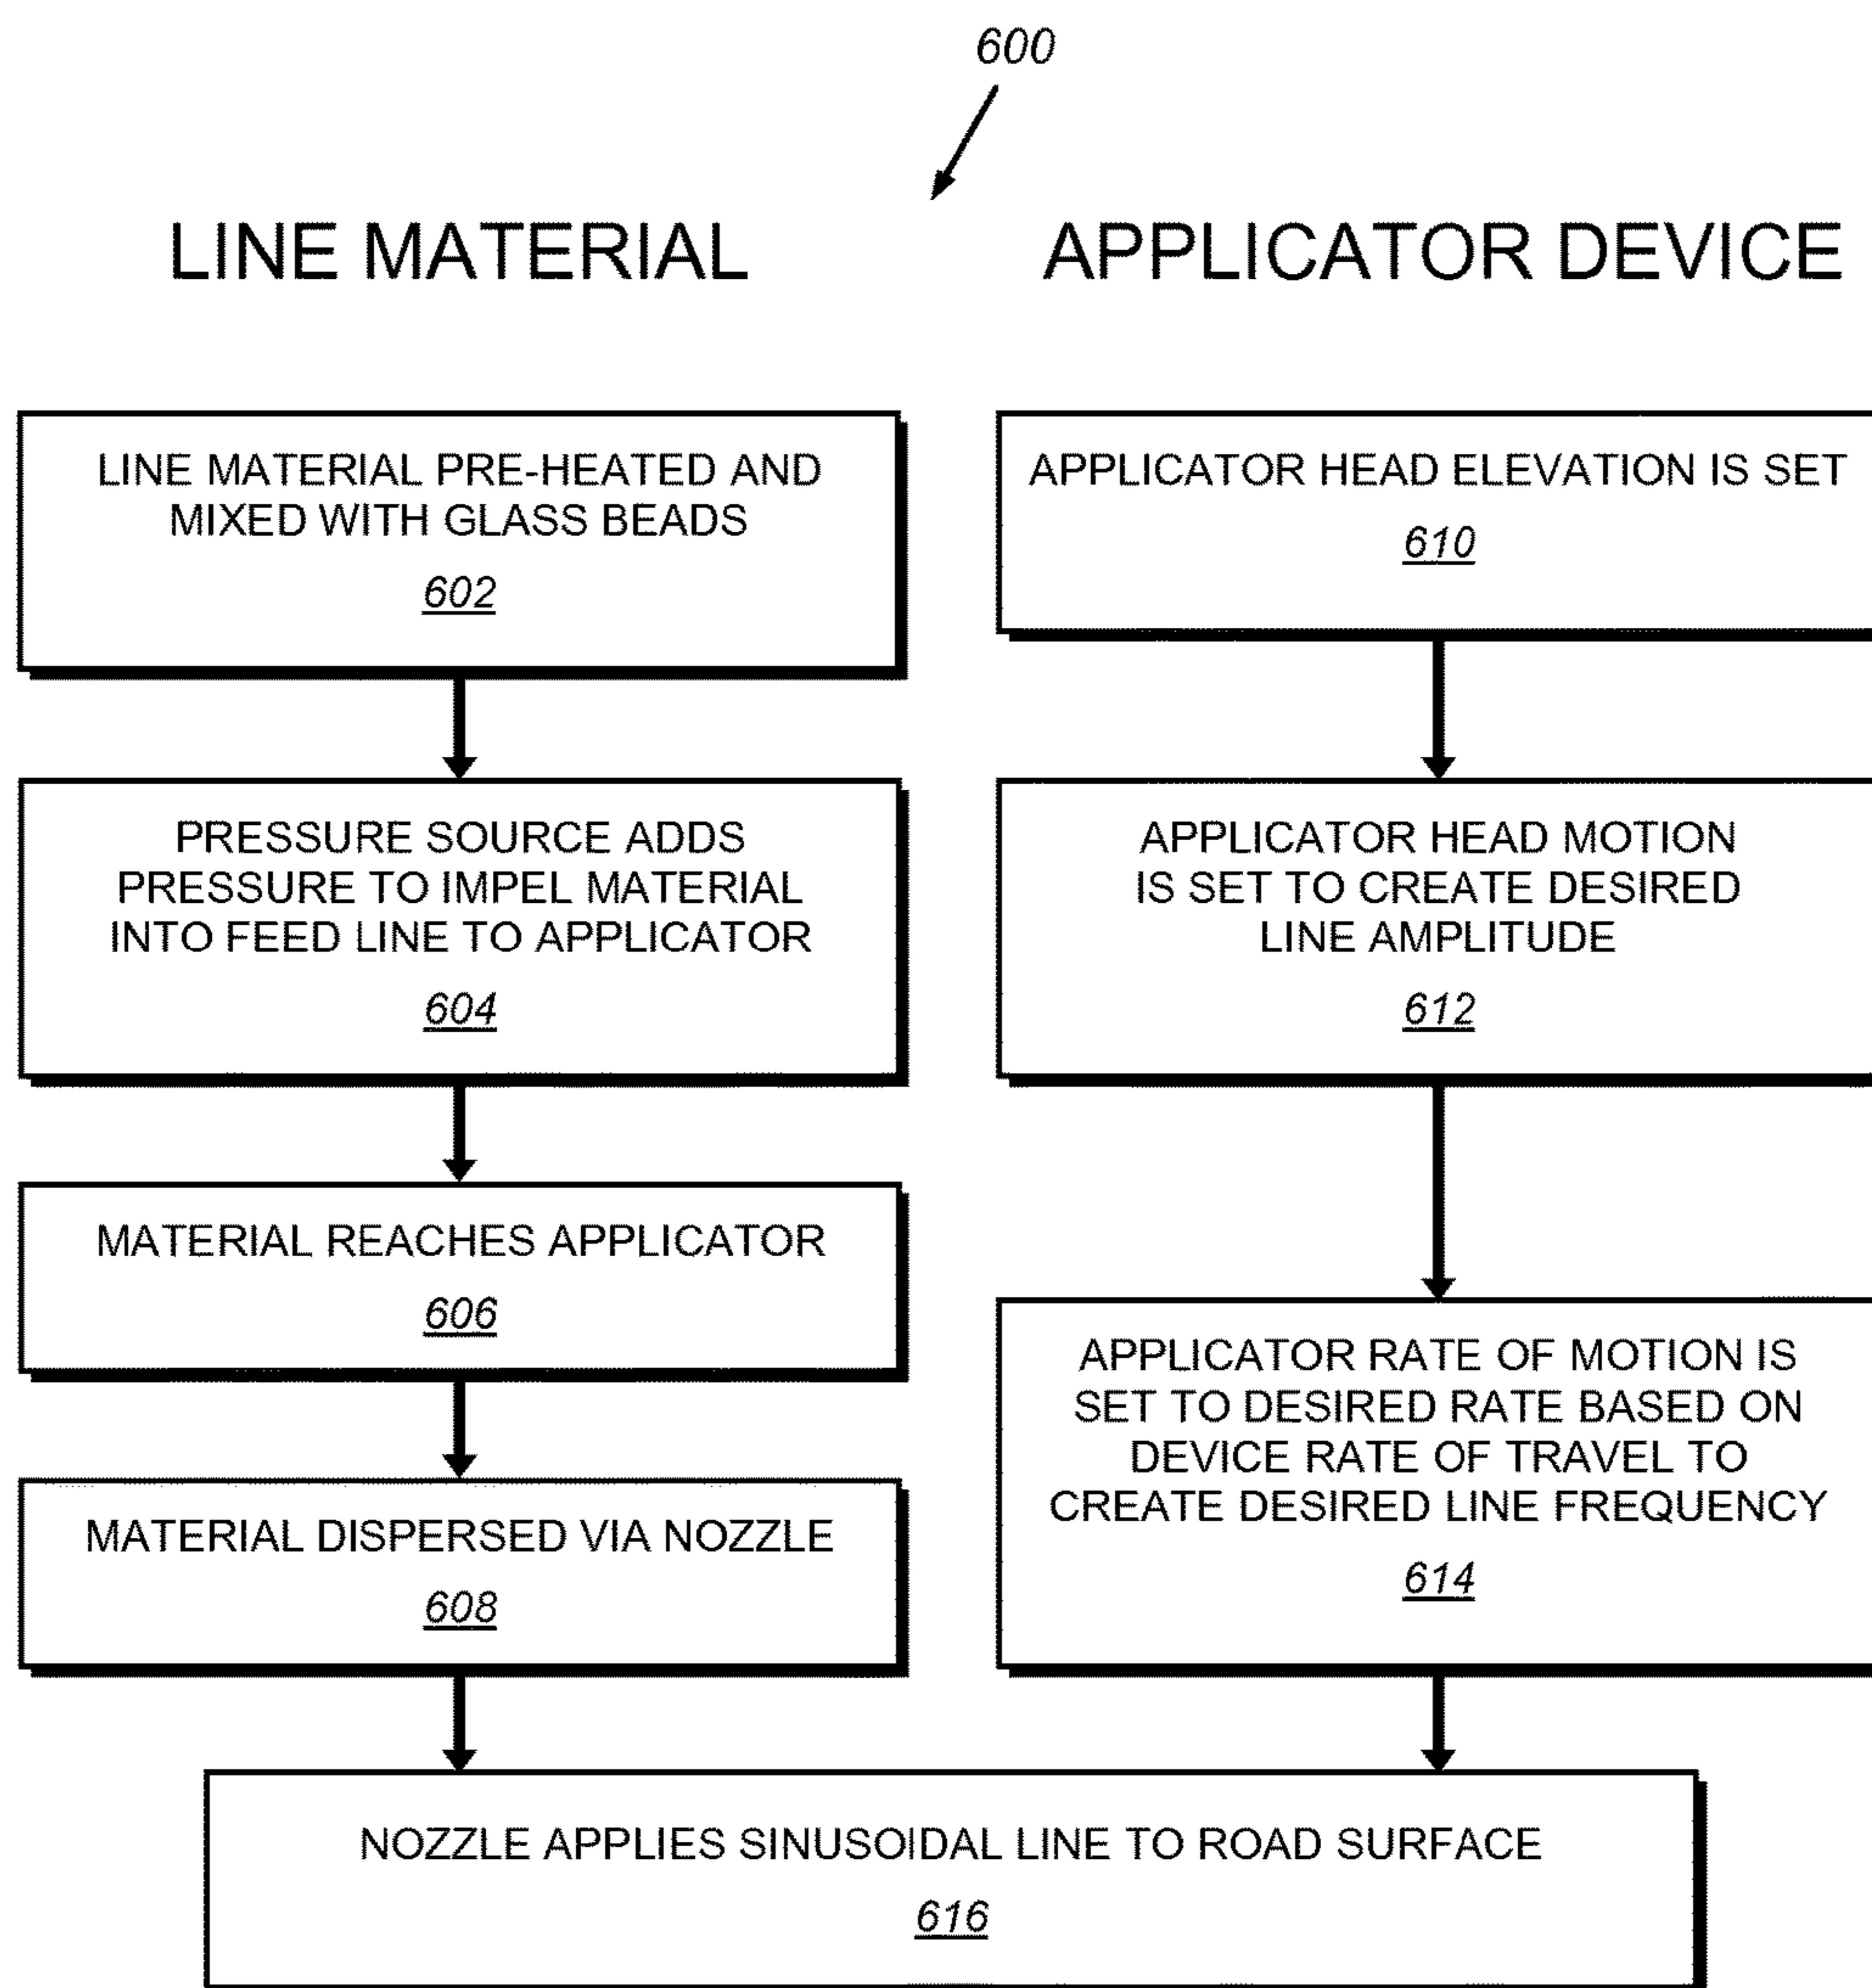 600
LINE MATERIAL
LINE MATERIAL PRE-HEATED AND
MIXED WITH GLASS BEADS
602
PRESSURE SOURCE ADDS
PRESSURE TO IMPEL MATERIAL
INTO FEED LINE TO APPLICATOR
604
MATERIAL REACHES APPLICATOR
606
MATERIAL DISPERSED VIA NOZZLE
608
APPLICATOR DEVICE
APPLICATOR HEAD ELEVATION IS SET
610
APPLICATOR HEAD MOTION
IS SET TO CREATE DESIRED
LINE AMPLITUDE
612
APPLICATOR RATE OF MOTION IS
SET TO DESIRED RATE BASED ON
DEVICE RATE OF TRAVEL TO
CREATE DESIRED LINE FREQUENCY
614
NOZZLE APPLIES SINUSOIDAL LINE TO ROAD SURFACE
616